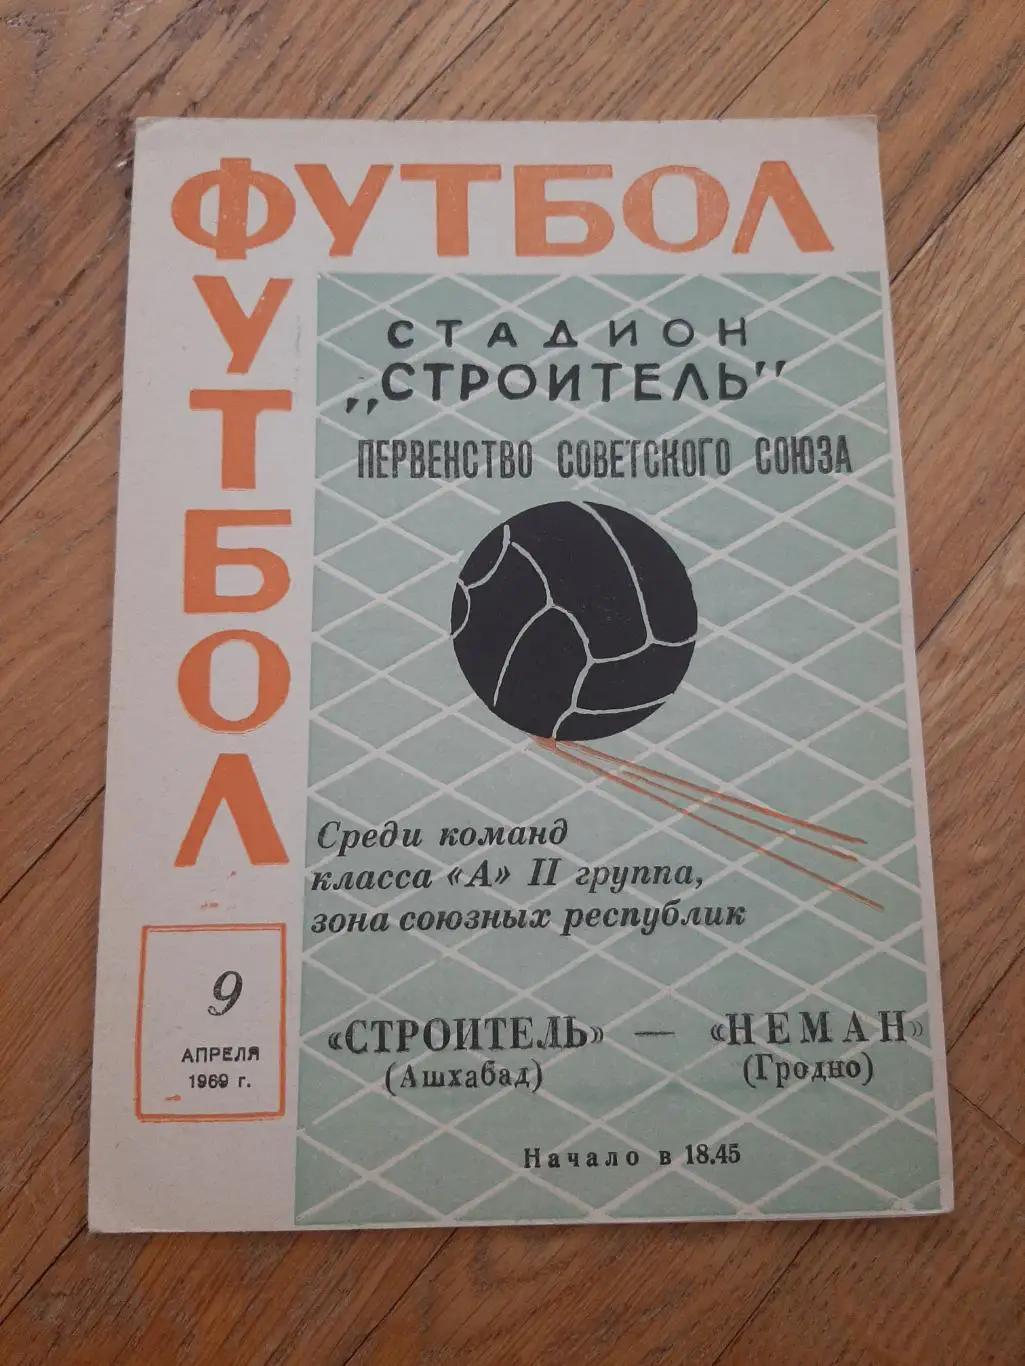 ФУТБОЛ
ФУТБОЛ
СТАДИОН
„СТРОИТЕЛЬ"
ПЕРВЕНСТВО СОВЕТСКОГО СОЮЗА
Среди команд
класса «А» II группа,
зона союзных республик
9
АПРЕЛЯ
1969 г.
«СТРОИТЕЛЬ» — «НЕМАН»
(Ашхабад) (Гродно)
Начало в 18.45